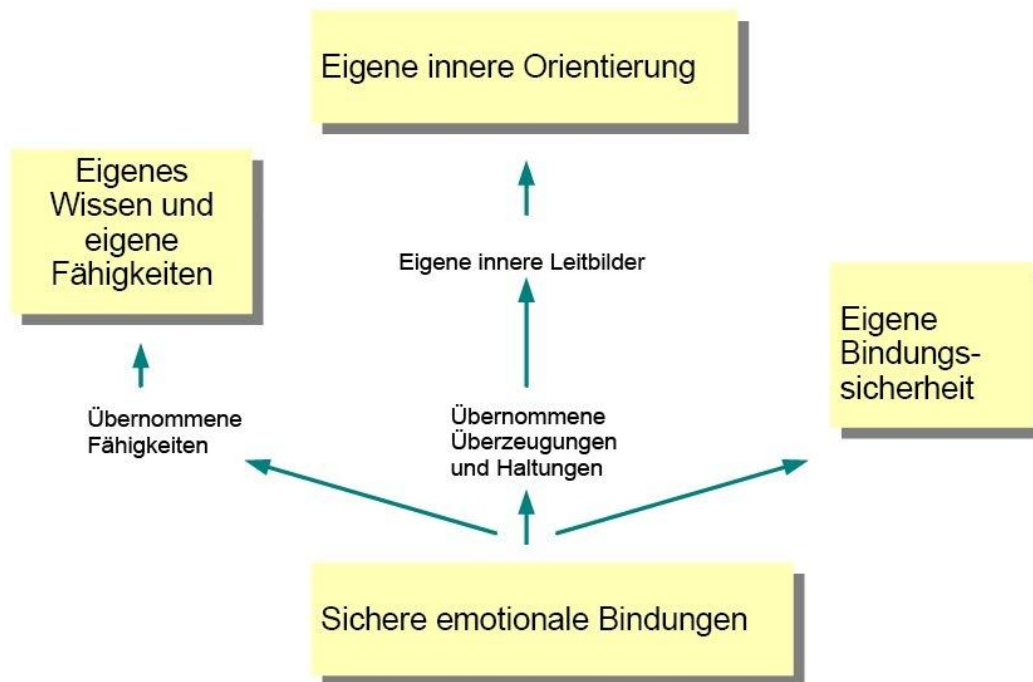 Eigene innere Orientierung
Eigenes
Wissen und
eigene
Fähigkeiten
Eigene innere Leitbilder
Eigene
Bindungs-
sicherheit
Übernommene
Fähigkeiten
Übernommene
Überzeugungen
und Haltungen
Sichere emotionale Bindungen